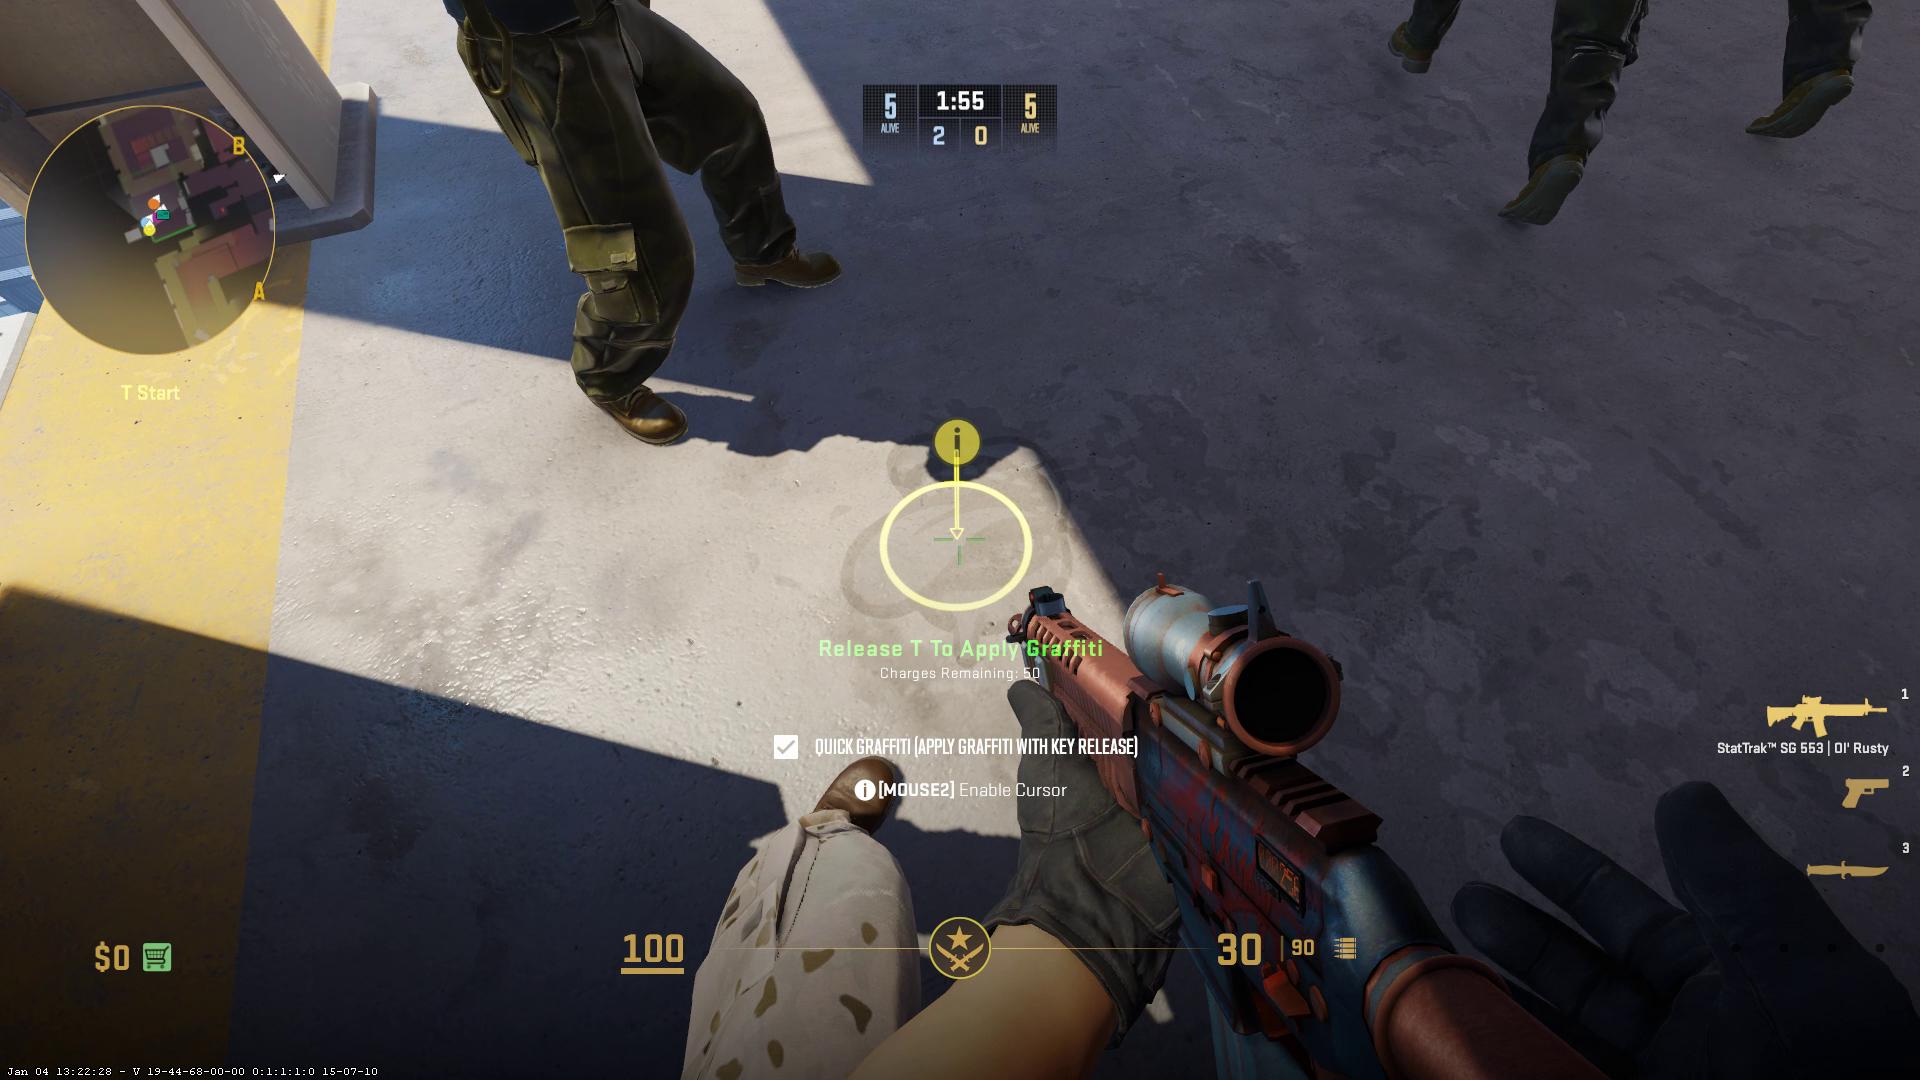 5
ALIVE
1:55
2 0
5
ALIVE
B
A
T Start
i
Release T To Apply Graffiti
Charges Remaining: 50
QUICK GRAFFITI (APPLY GRAFFITI WITH KEY RELEASE)
i [MOUSE2] Enable Cursor
1
StatTrak™ SG 553 | Ol' Rusty
2
3
$0
100
30 | 90
Jan 04 13:22:28 - V 19-44-68-00-00 0:1:1:1:0 15-07-10